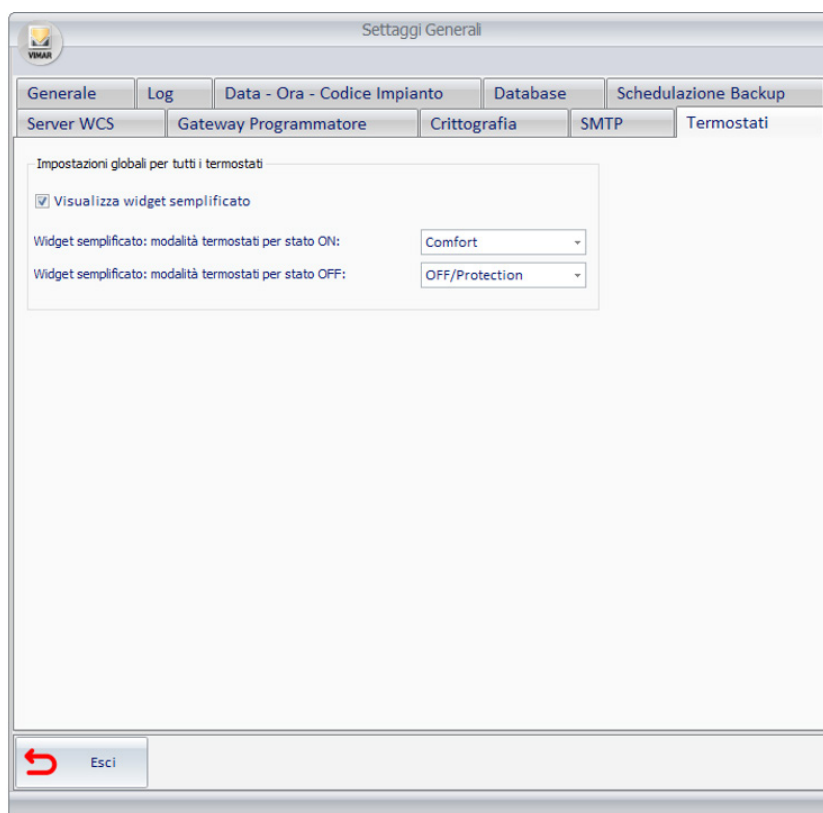 Settaggi Generali
VIMAR
Generale Log Data - Ora - Codice Impianto Database Schedulazione Backup
Server WCS Gateway Programmatore Crittografia SMTP Termostati
Impostazioni globali per tutti i termostati
Visualizza widget semplificato
Widget semplificato: modalità termostati per stato ON: Comfort
Widget semplificato: modalità termostati per stato OFF: OFF/Protection
Esci